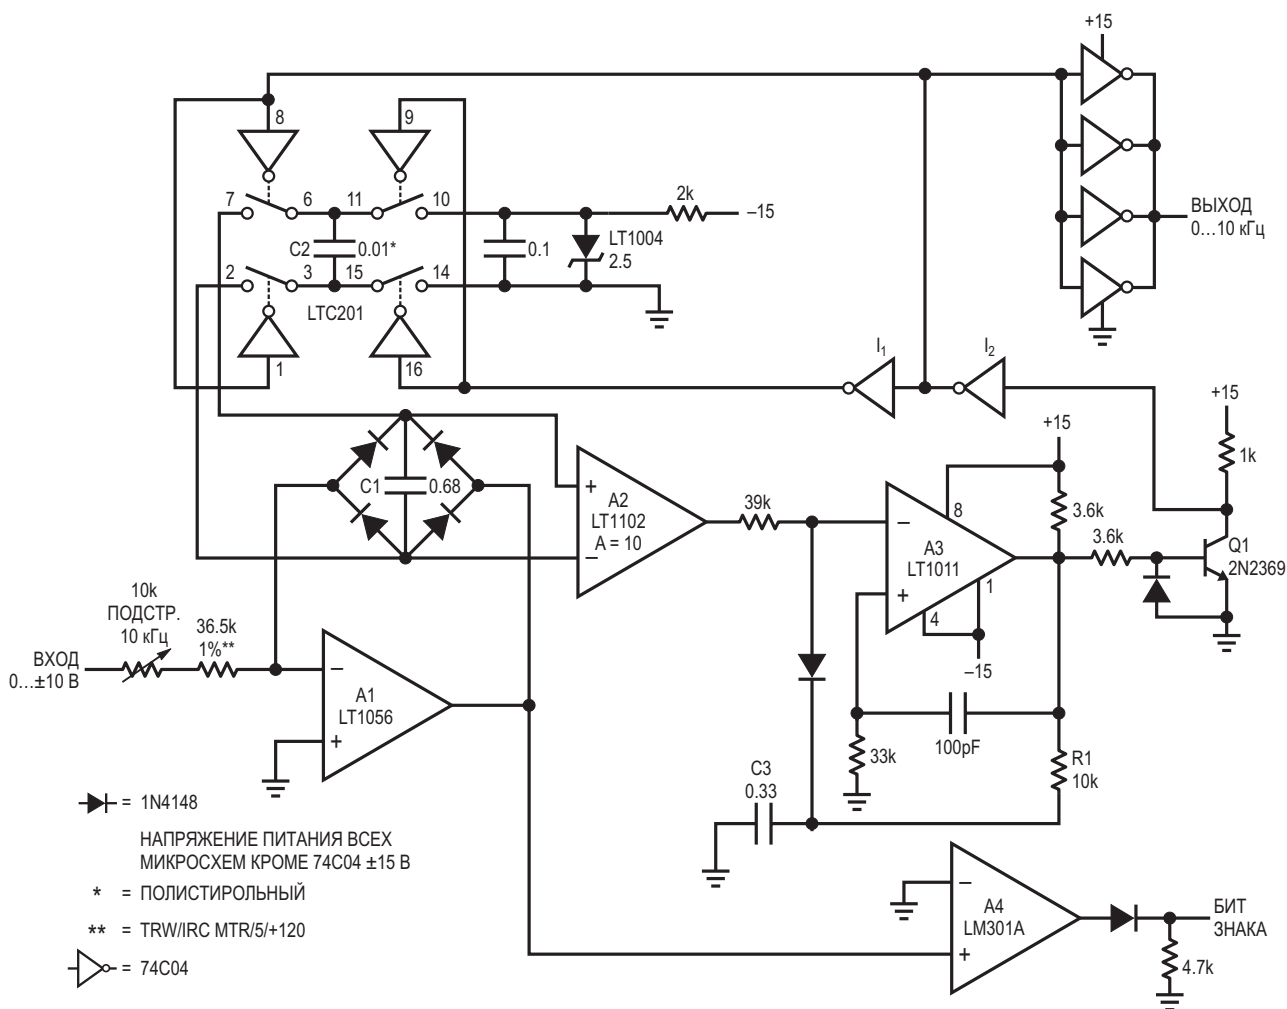 +15
8
9
7
6
11
10
2k
–15
C2
0.01*
0.1
LT1004
2.5
2
3
15
14
LTC201
1
16
ВЫХОД
0…10 кГц
I1
I2
+15
1k
+15
C1
0.68
+
A2
LT1102
A = 10
–
39k
–
8
A3
LT1011
+
4
1
–15
3.6k
3.6k
Q1
2N2369
10k
ПОДСТР.
10 кГц
36.5k
1%**
ВХОД
0…±10 В
–
A1
LT1056
+
100pF
33k
R1
10k
C3
0.33
= 1N4148
НАПРЯЖЕНИЕ ПИТАНИЯ ВСЕХ
МИКРОСХЕМ КРОМЕ 74C04 ±15 В
* = ПОЛИСТИРОЛЬНЫЙ
** = TRW/IRC MTR/5/+120
= 74C04
–
A4
LM301A
+
БИТ
ЗНАКА
4.7k